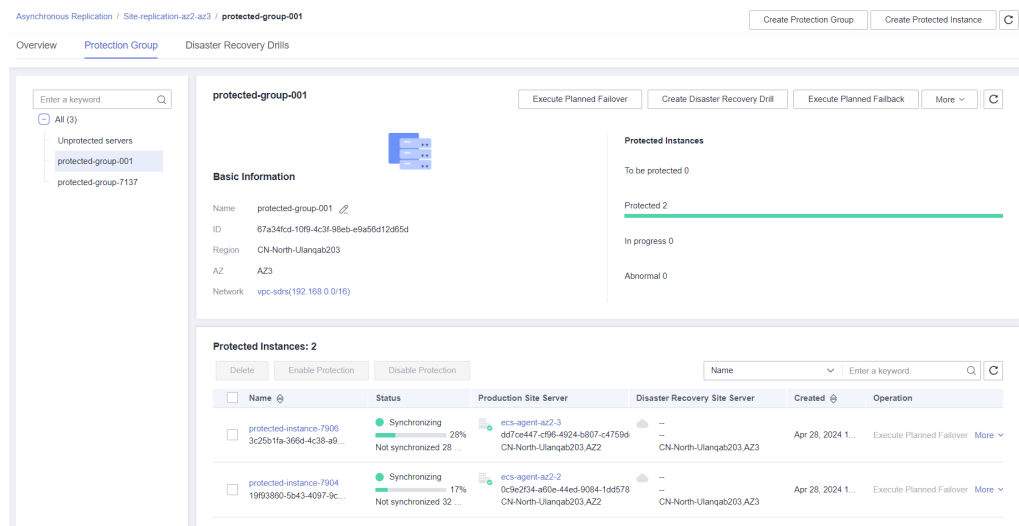 Asynchronous Replication / Site-replication-az2-az3 / protected-group-001
Create Protection Group
Create Protected Instance
Overview
Protection Group
Disaster Recovery Drills
Enter a keyword.
All (3)
Unprotected servers
protected-group-001
protected-group-7137
protected-group-001
Execute Planned Failover
Create Disaster Recovery Drill
Execute Planned Failback
More
Basic Information
Name protected-group-001
ID 67a34fcd-10f9-4c3f-98eb-e9a56d12d65d
Region CN-North-Ulanqab203
AZ AZ3
Network vpc-sdrs(192.168.0.0/16)
Protected Instances
To be protected 0
Protected 2
In progress 0
Abnormal 0
Protected Instances: 2
Delete
Enable Protection
Disable Protection
Name
Enter a keyword.
Name Status Production Site Server Disaster Recovery Site Server Created Operation
protected-instance-7906
3c25b1fa-366d-4c38-a9...
Synchronizing
28%
Not synchronized 28 ...
ecs-agent-az2-3
dd7ce447-cf96-4924-b807-c4759d
CN-North-Ulanqab203,AZ2
--
--
CN-North-Ulanqab203,AZ3
Apr 28, 2024 1...
Execute Planned Failover More
protected-instance-7904
19f93860-5b43-4097-9c...
Synchronizing
17%
Not synchronized 32 ...
ecs-agent-az2-2
0c9e2f34-a60e-44ed-9084-1dd578
CN-North-Ulanqab203,AZ2
--
--
CN-North-Ulanqab203,AZ3
Apr 28, 2024 1...
Execute Planned Failover More